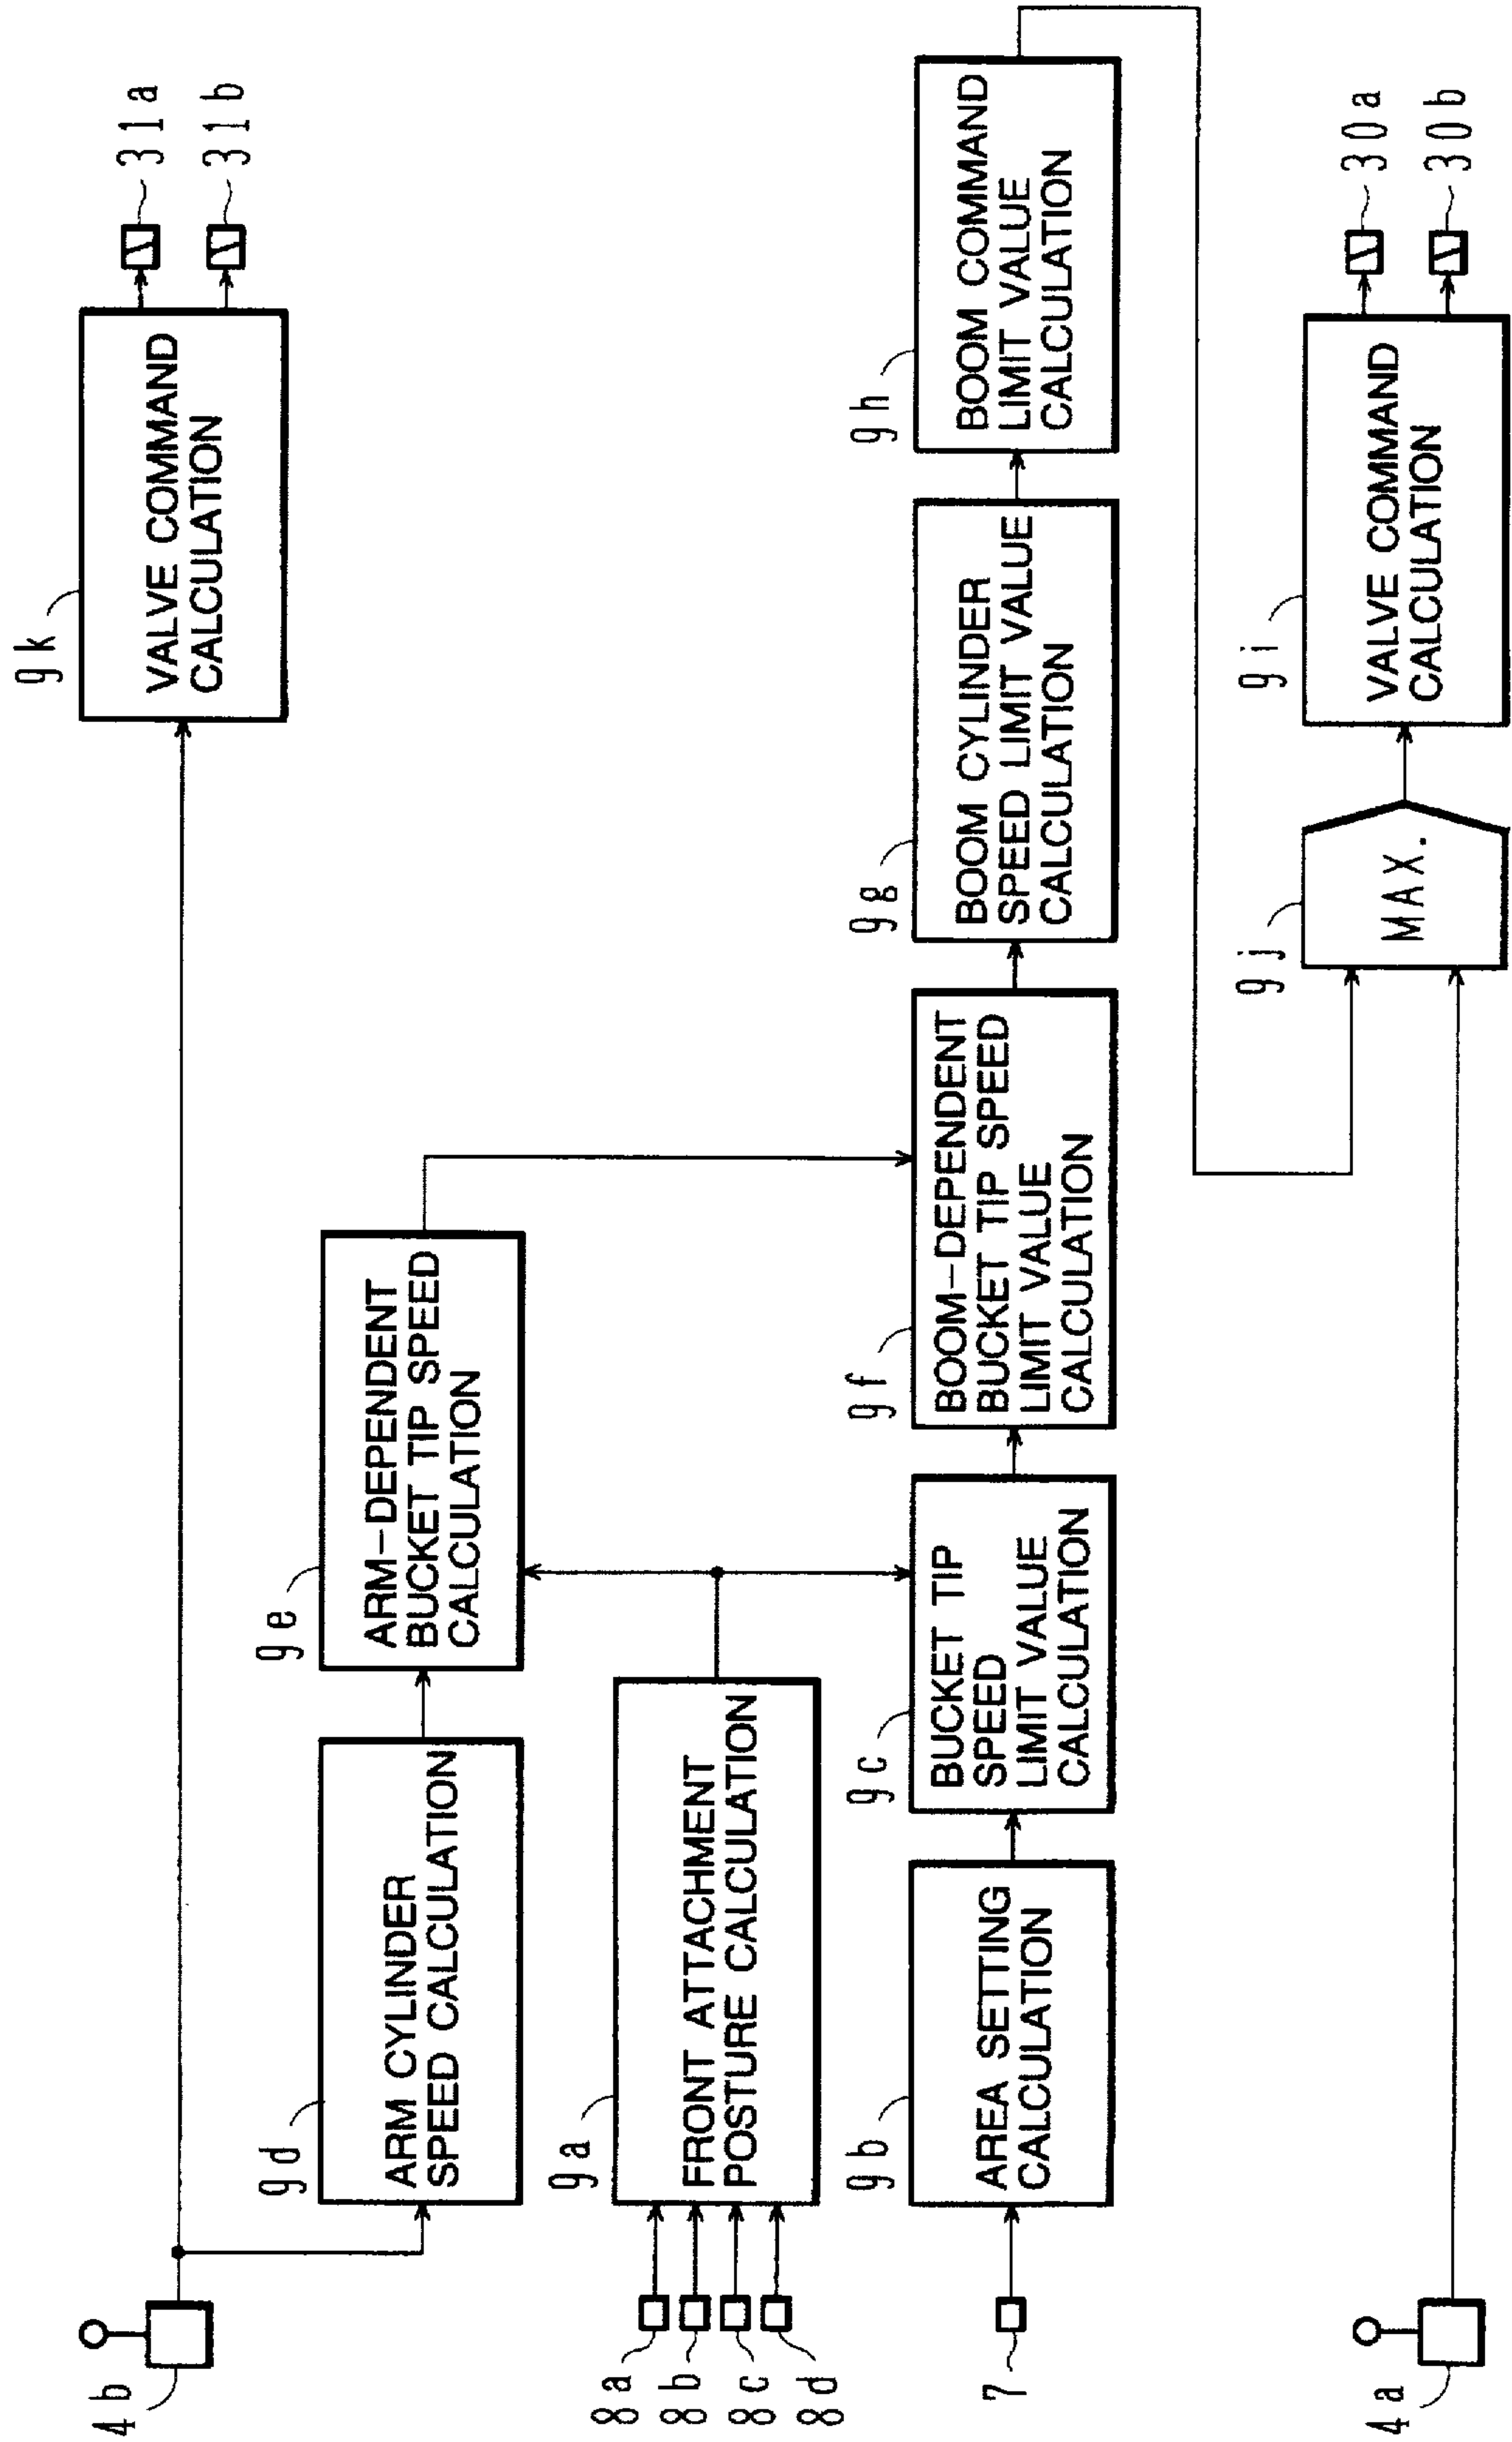 4b
9k
VALVE COMMAND
CALCULATION
31a
31b
9d
ARM CYLINDER
SPEED CALCULATION
9e
ARM-DEPENDENT
BUCKET TIP SPEED
CALCULATION
8a
8b
8c
8d
9a
FRONT ATTACHMENT
POSTURE CALCULATION
7
9b
AREA SETTING
CALCULATION
9c
BUCKET TIP
SPEED
LIMIT VALUE
CALCULATION
9f
BOOM-DEPENDENT
BUCKET TIP SPEED
LIMIT VALUE
CALCULATION
9g
BOOM CYLINDER
SPEED LIMIT VALUE
CALCULATION
9h
BOOM COMMAND
LIMIT VALUE
CALCULATION
4a
9j
MAX.
9i
VALVE COMMAND
CALCULATION
30a
30b